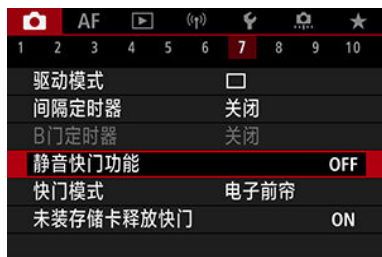 AF
1 2 3 4 5 6 7 8 9 10
驱动模式
间隔定时器 关闭
B门定时器 关闭
静音快门功能 OFF
快门模式 电子前帘
未装存储卡释放快门 ON